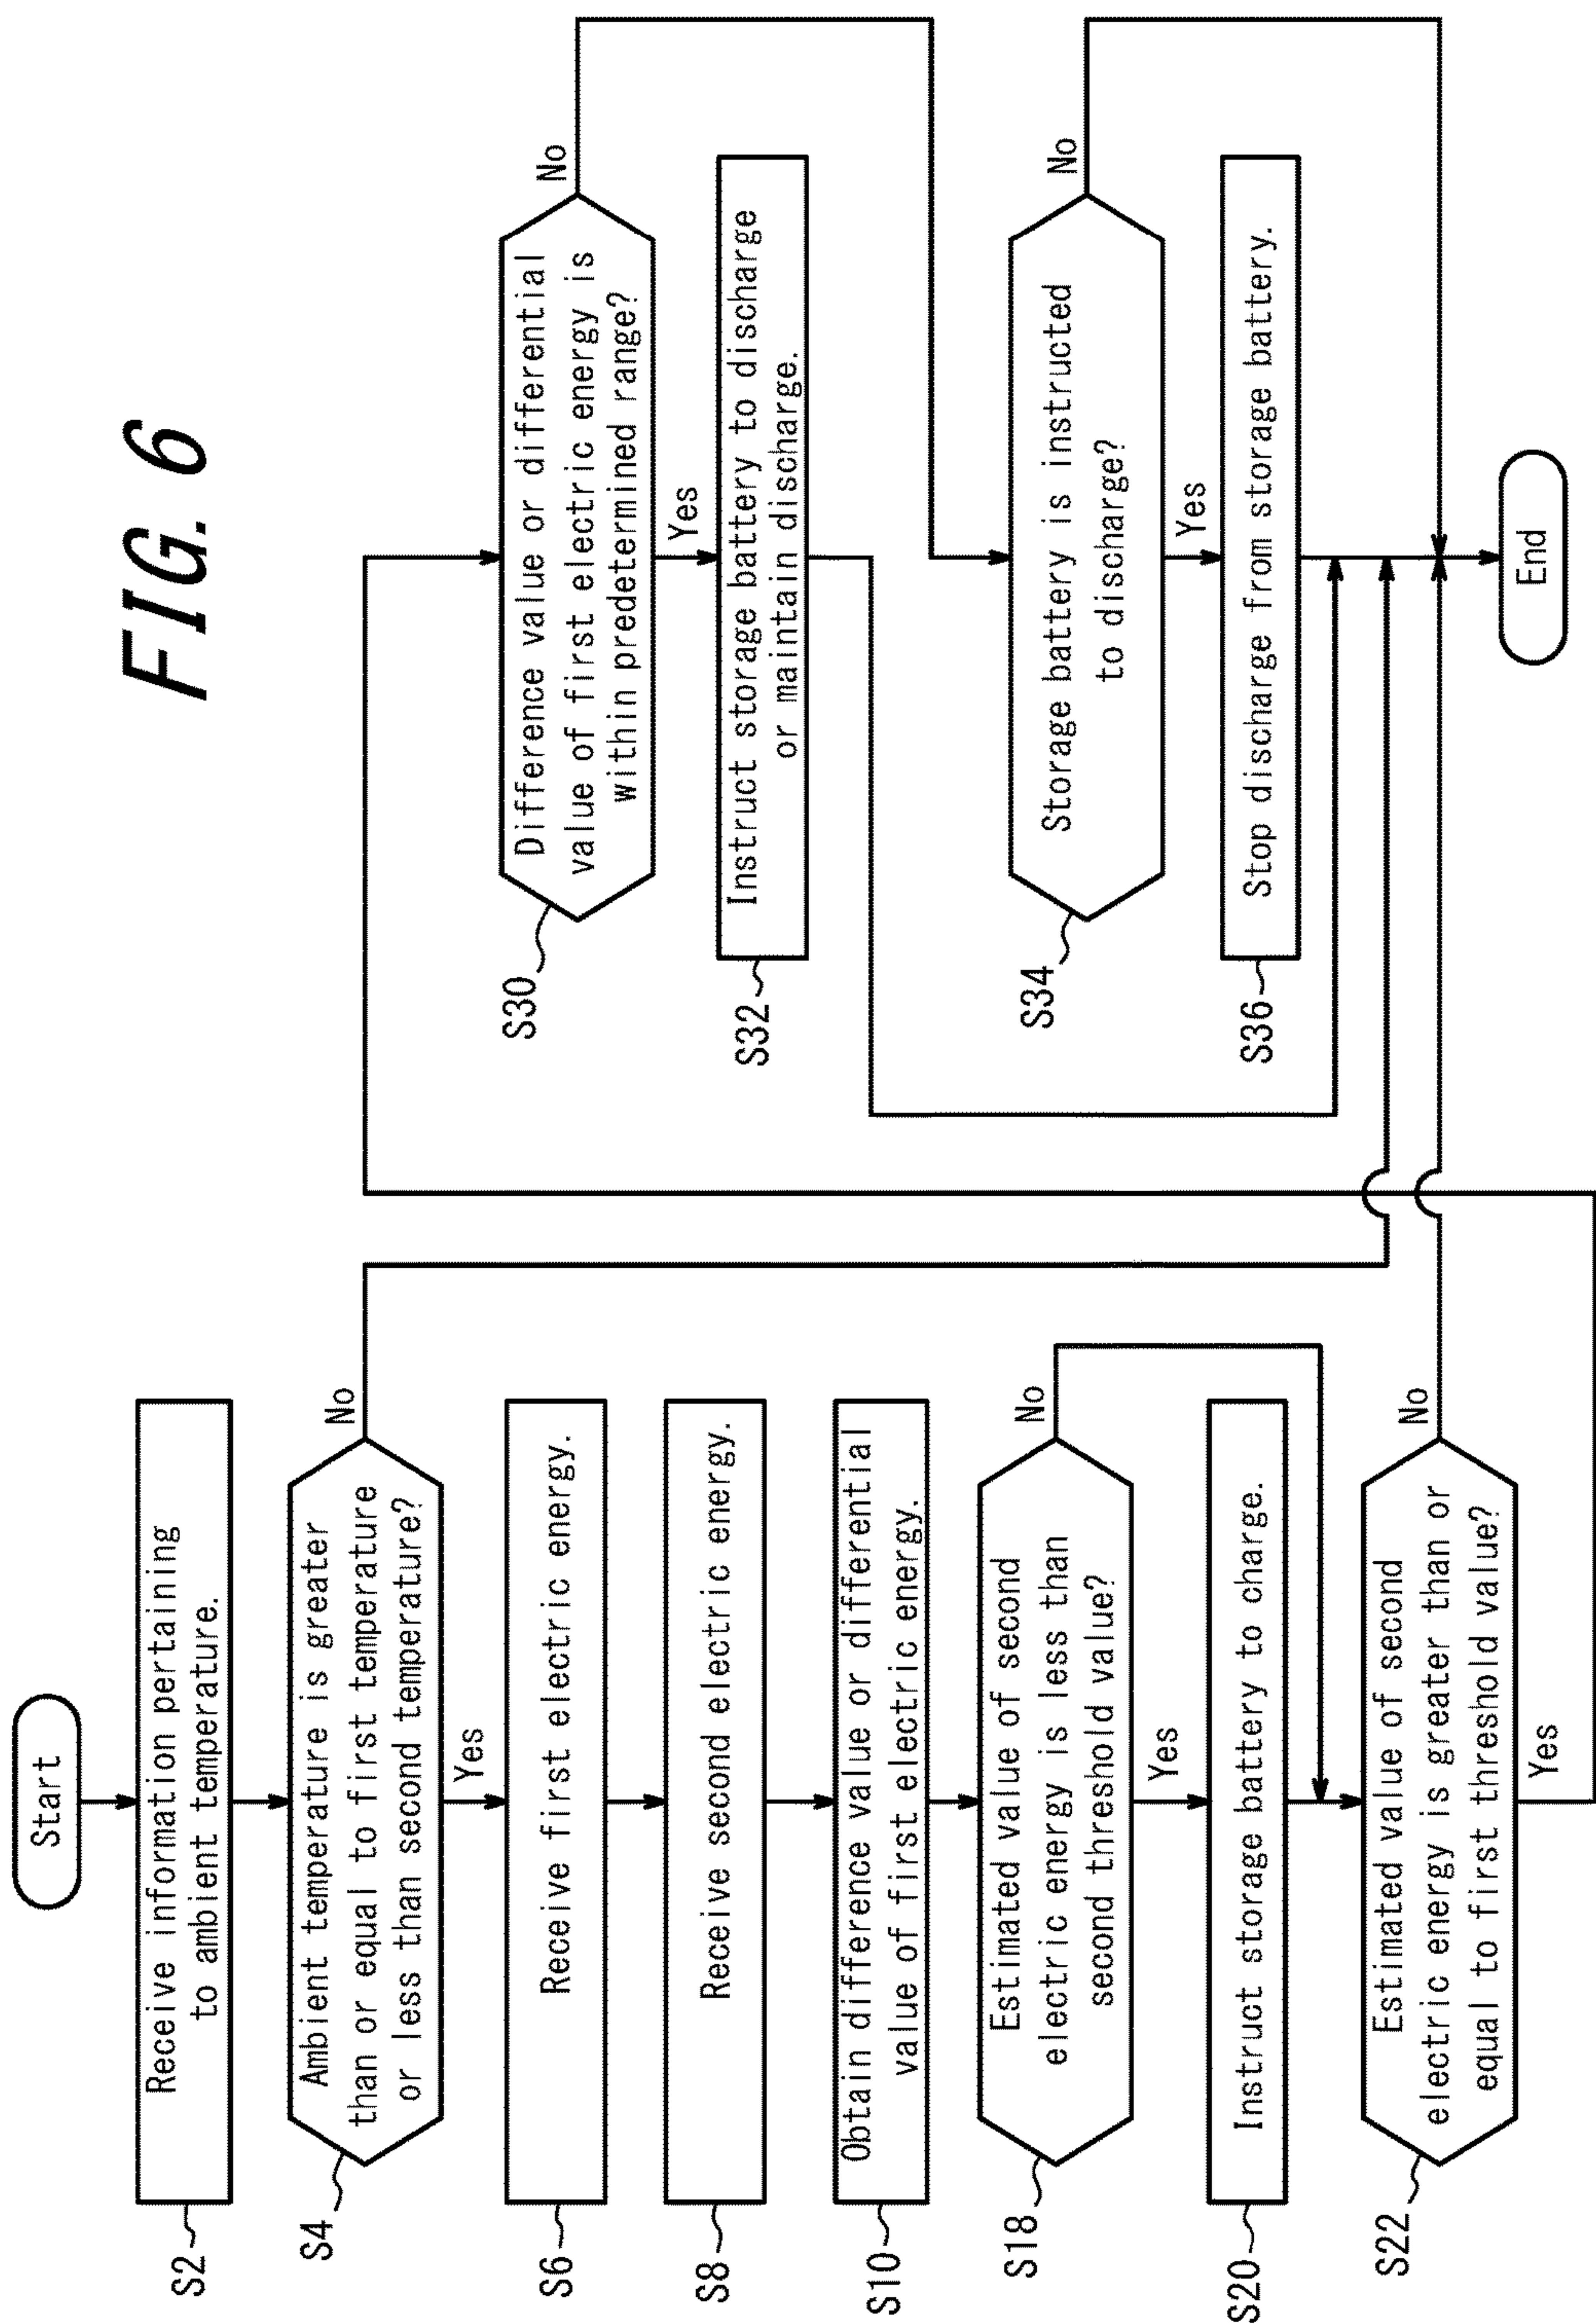 FIG. 6
Start
S2
Receive information pertaining
to ambient temperature.
S4
Ambient temperature is greater
than or equal to first temperature
or less than second temperature?
No
Yes
S6
Receive first electric energy.
S8
Receive second electric energy.
S10
Obtain difference value or differential
value of first electric energy.
S18
Estimated value of second
electric energy is less than
second threshold value?
No
Yes
S20
Instruct storage battery to charge.
S22
Estimated value of second
electric energy is greater than or
equal to first threshold value?
No
Yes
S30
Difference value or differential
value of first electric energy is
within predetermined range?
No
Yes
S32
Instruct storage battery to discharge
or maintain discharge.
S34
Storage battery is instructed
to discharge?
No
Yes
S36
Stop discharge from storage battery.
End